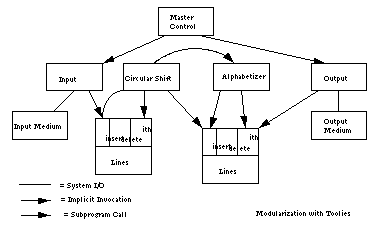 Master
Control
Input
Circular Shift
Alphabetizer
Output
Input Medium
Output
Medium
insert
delete
ith
Lines
insert
delete
ith
Lines
= System I/O
= Implicit Invocation
= Subprogram Call
Modularization with Toolies